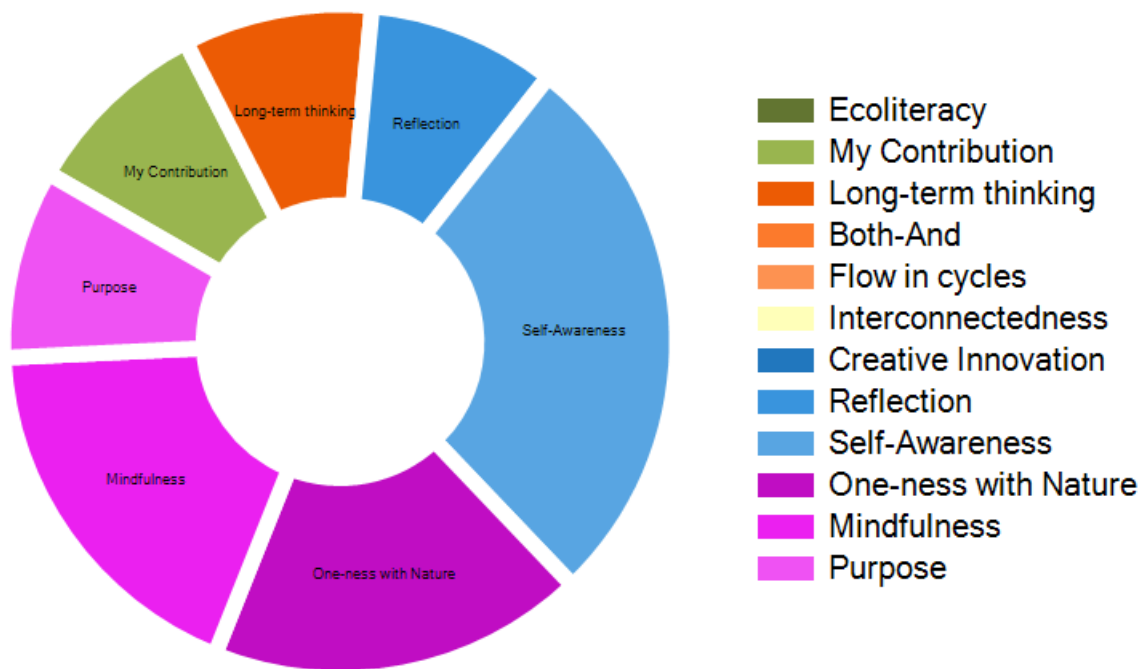 Long-term thinking
Reflection
My Contribution
Purpose
Self-Awareness
Mindfulness
One-ness with Nature
Ecoliteracy
My Contribution
Long-term thinking
Both-And
Flow in cycles
Interconnectedness
Creative Innovation
Reflection
Self-Awareness
One-ness with Nature
Mindfulness
Purpose